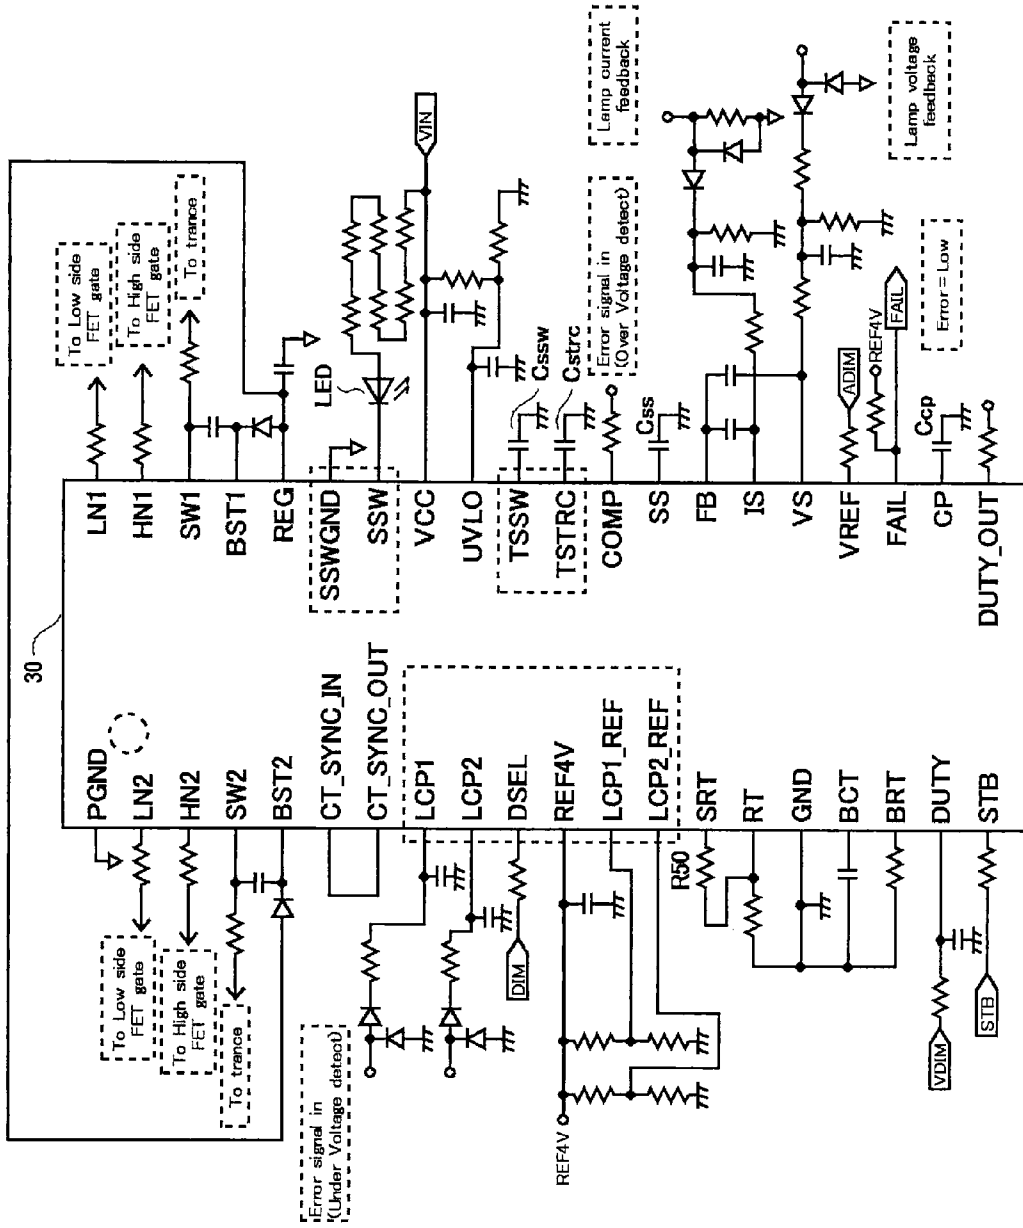 30
PGND
LN2
HN2
SW2
BST2
CT_SYNC_IN
CT_SYNC_OUT
LCP1
LCP2
DSEL
REF4V
LCP1_REF
LCP2_REF
SRT
RT
GND
BCT
BRT
DUTY
STB
LN1
HN1
SW1
BST1
REG
SSWGND
SSW
VCC
UVLO
TSSW
TSTRC
COMP
SS
FB
IS
VS
VREF
FAIL
CP
DUTY_OUT
To Low side
FET gate
To High side
FET gate
To trance
Error signal in
(Under Voltage detect)
DIM
REF4V
R50
VDIM
STB
To Low side
FET gate
To High side
FET gate
To trance
LED
VIN
Cssw
Cstrc
Error signal in
(Over Voltage detect)
Css
Lamp current
feedback
Lamp voltage
feedback
ADIM
REF4V
FAIL
Ccp
Error=Low